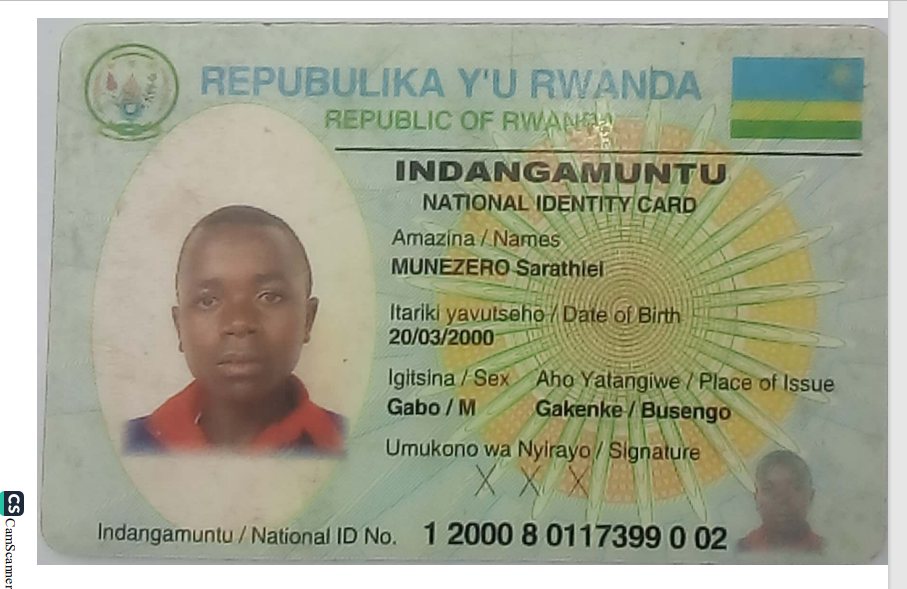 REPUBULIKA Y'U RWANDA
REPUBLIC OF RWANDA
INDANGAMUNTU
NATIONAL IDENTITY CARD
Amazina / Names
MUNEZERO Sarathiel
Itariki yavutseho / Date of Birth
20/03/2000
Igitsina / Sex Aho Yatangiwe / Place of Issue
Gabo / M Gakenke / Busengo
Umukono wa Nyirayo / Signature
X X X
Indangamuntu / National ID No. 1 2000 8 0117399 0 02
CS CamScanner